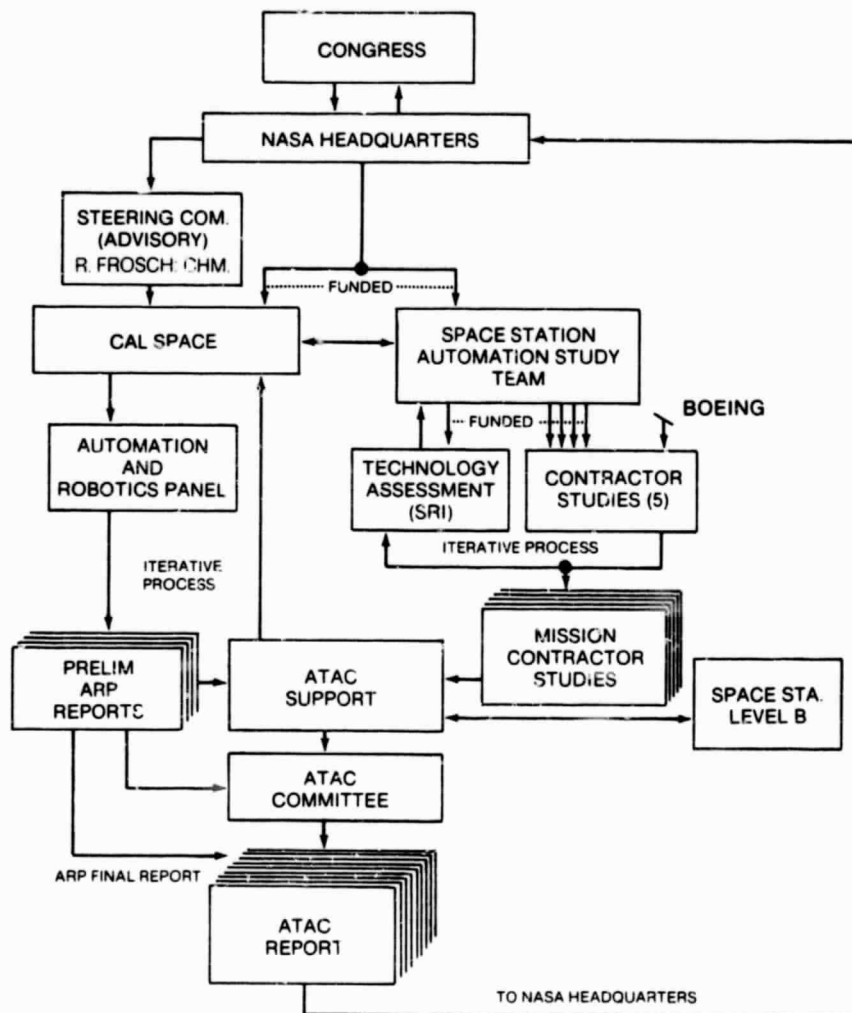 CONGRESS
NASA HEADQUARTERS
STEERING COM.
(ADVISORY)
R. FROSCH: CHM.
FUNDED
CAL SPACE
SPACE STATION
AUTOMATION STUDY
TEAM
BOEING
FUNDED
AUTOMATION
AND
ROBOTICS PANEL
TECHNOLOGY
ASSESSMENT
(SRI)
CONTRACTOR
STUDIES (5)
ITERATIVE PROCESS
ITERATIVE
PROCESS
PRELIM
ARP
REPORTS
ATAC
SUPPORT
MISSION
CONTRACTOR
STUDIES
SPACE STA.
LEVEL B
ATAC
COMMITTEE
ARP FINAL REPORT
ATAC
REPORT
TO NASA HEADQUARTERS